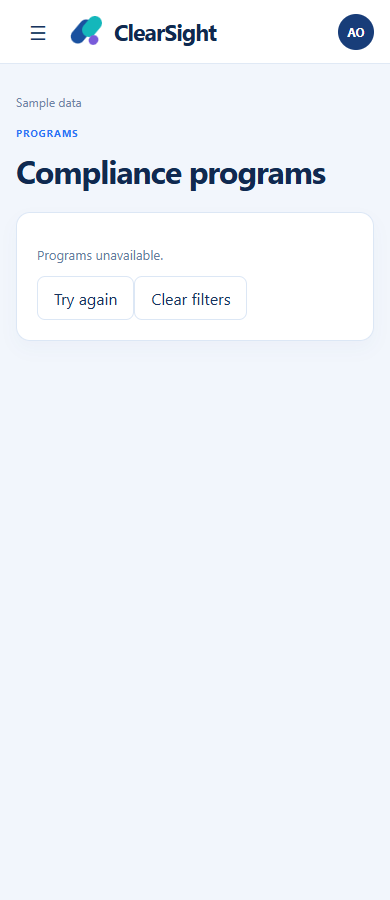 ClearSight
AO
Sample data
PROGRAMS
Compliance programs
Programs unavailable.
Try again
Clear filters